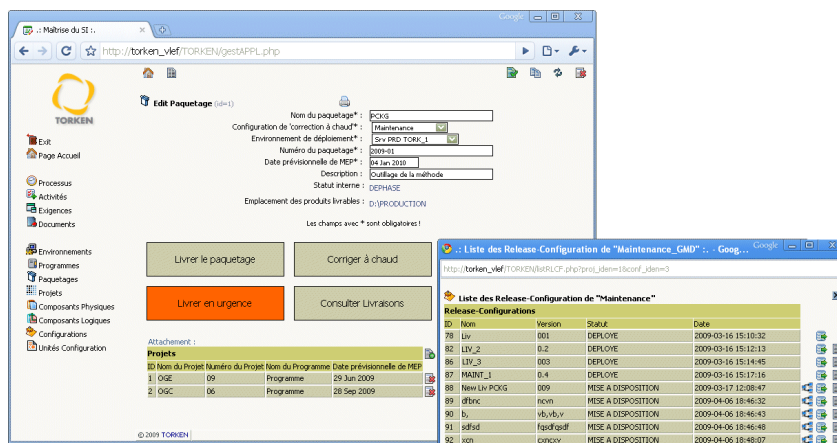 Google
.: Maîtrise du SI :.
http://torken_vlef/TORKEN/gestAPPL.php
TORKEN
Exit
Page Accueil
Processus
Activités
Exigences
Documents
Environnements
Programmes
Paquetages
Projets
Composants Physiques
Composants Logiques
Configurations
Unités Configuration
Edit Paquetage (id=1)
Nom du paquetage* : PCKG
Configuration de 'correction à chaud'* : Maintenance
Environnement de déploiement* : Srv PRD TORK_1
Numéro du paquetage* : 2009-01
Date prévisionnelle de MEP* : 04 Jan 2010
Description : Outillage de la méthode
Statut interne : DEPHASE
Emplacement des produits livrables : D:\PRODUCTION
Les champs avec * sont obligatoires !
Livrer le paquetage
Corriger à chaud
Livrer en urgence
Consulter Livraisons
Attachement :
Projets
ID Nom du Projet Numéro du Projet Nom du Programme Date prévisionnelle de MEP
1 OGE 09 Programme 29 Jun 2009
2 OGC 06 Programme 28 Sep 2009
© 2009 TORKEN
.: Liste des Release-Configuration de "Maintenance_GMD" :. - Goog... Google
http://torken_vlef/TORKEN/listRLCF.php?proj_iden=1&conf_iden=3
Liste des Release-Configuration de "Maintenance"
Release-Configurations
ID Nom Version Statut Date
78 Liv 001 DEPLOYE 2009-03-16 15:10:32
82 LIV_2 0.2 DEPLOYE 2009-03-16 15:12:13
86 LIV_3 003 DEPLOYE 2009-03-16 15:14:45
87 MAINT_1 0.4 DEPLOYE 2009-03-16 15:17:16
88 New Liv PCKG 009 MISE A DISPOSITION 2009-03-17 12:08:47
89 dfbnc ncvn MISE A DISPOSITION 2009-04-06 18:46:32
90 b, vb,vb,v MISE A DISPOSITION 2009-04-06 18:46:43
91 sdfsd fqsdfqsdf MISE A DISPOSITION 2009-04-06 18:46:48
92 xcn cxncxv MISE A DISPOSITION 2009-04-06 18:48:07